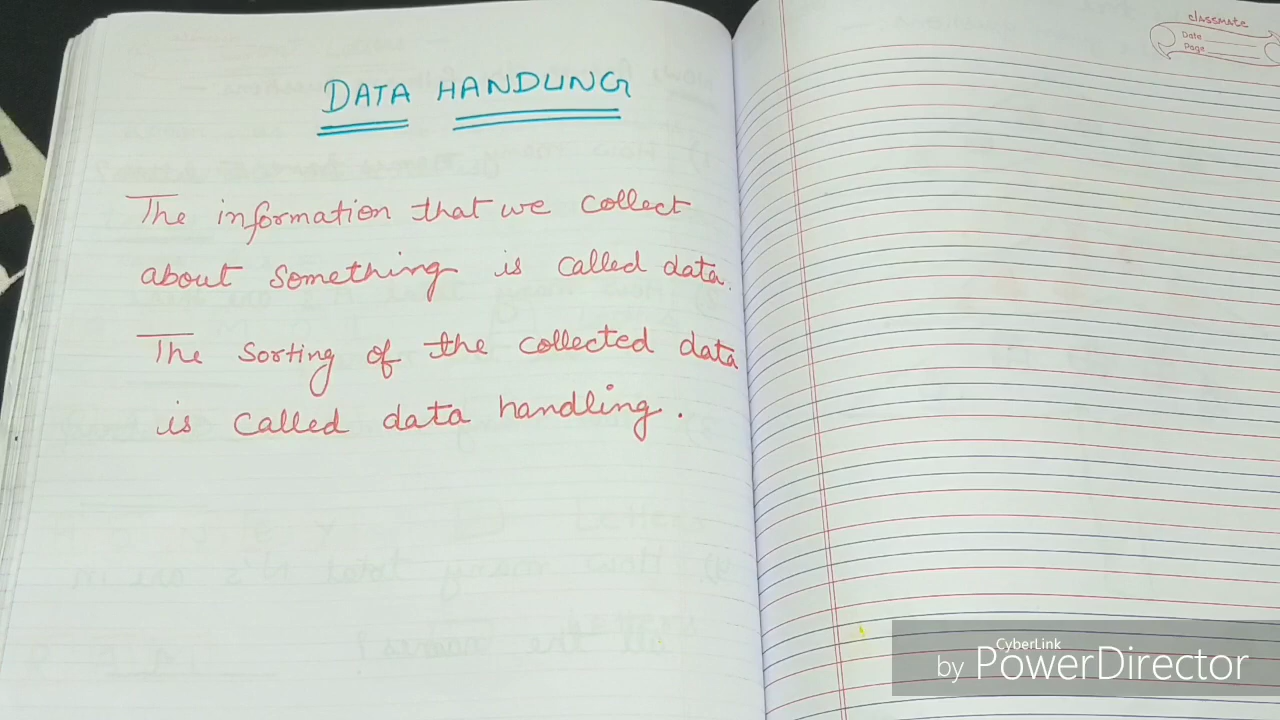 DATA HANDLING
The information that we collect
about something is called data.
The sorting of the collected data
is called data handling.
classmate
Date
Page
CyberLink
by PowerDirector